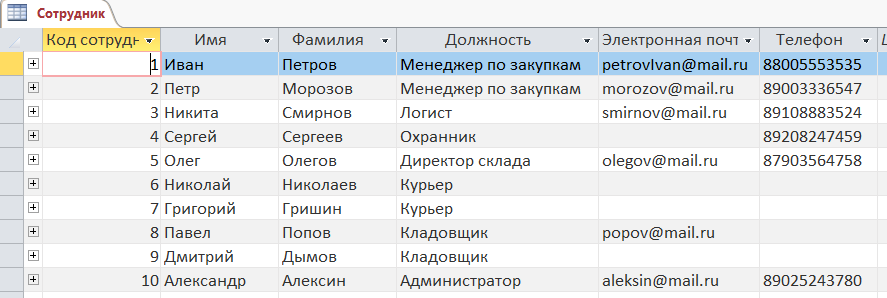 Сотрудник
Код сотрудн Имя Фамилия Должность Электронная почт Телефон
1 Иван Петров Менеджер по закупкам petrovIvan@mail.ru 88005553535
2 Петр Морозов Менеджер по закупкам morozov@mail.ru 89003336547
3 Никита Смирнов Логист smirnov@mail.ru 89108883524
4 Сергей Сергеев Охранник 89208247459
5 Олег Олегов Директор склада olegov@mail.ru 87903564758
6 Николай Николаев Курьер
7 Григорий Гришин Курьер
8 Павел Попов Кладовщик popov@mail.ru
9 Дмитрий Дымов Кладовщик
10 Александр Алексин Администратор aleksin@mail.ru 89025243780